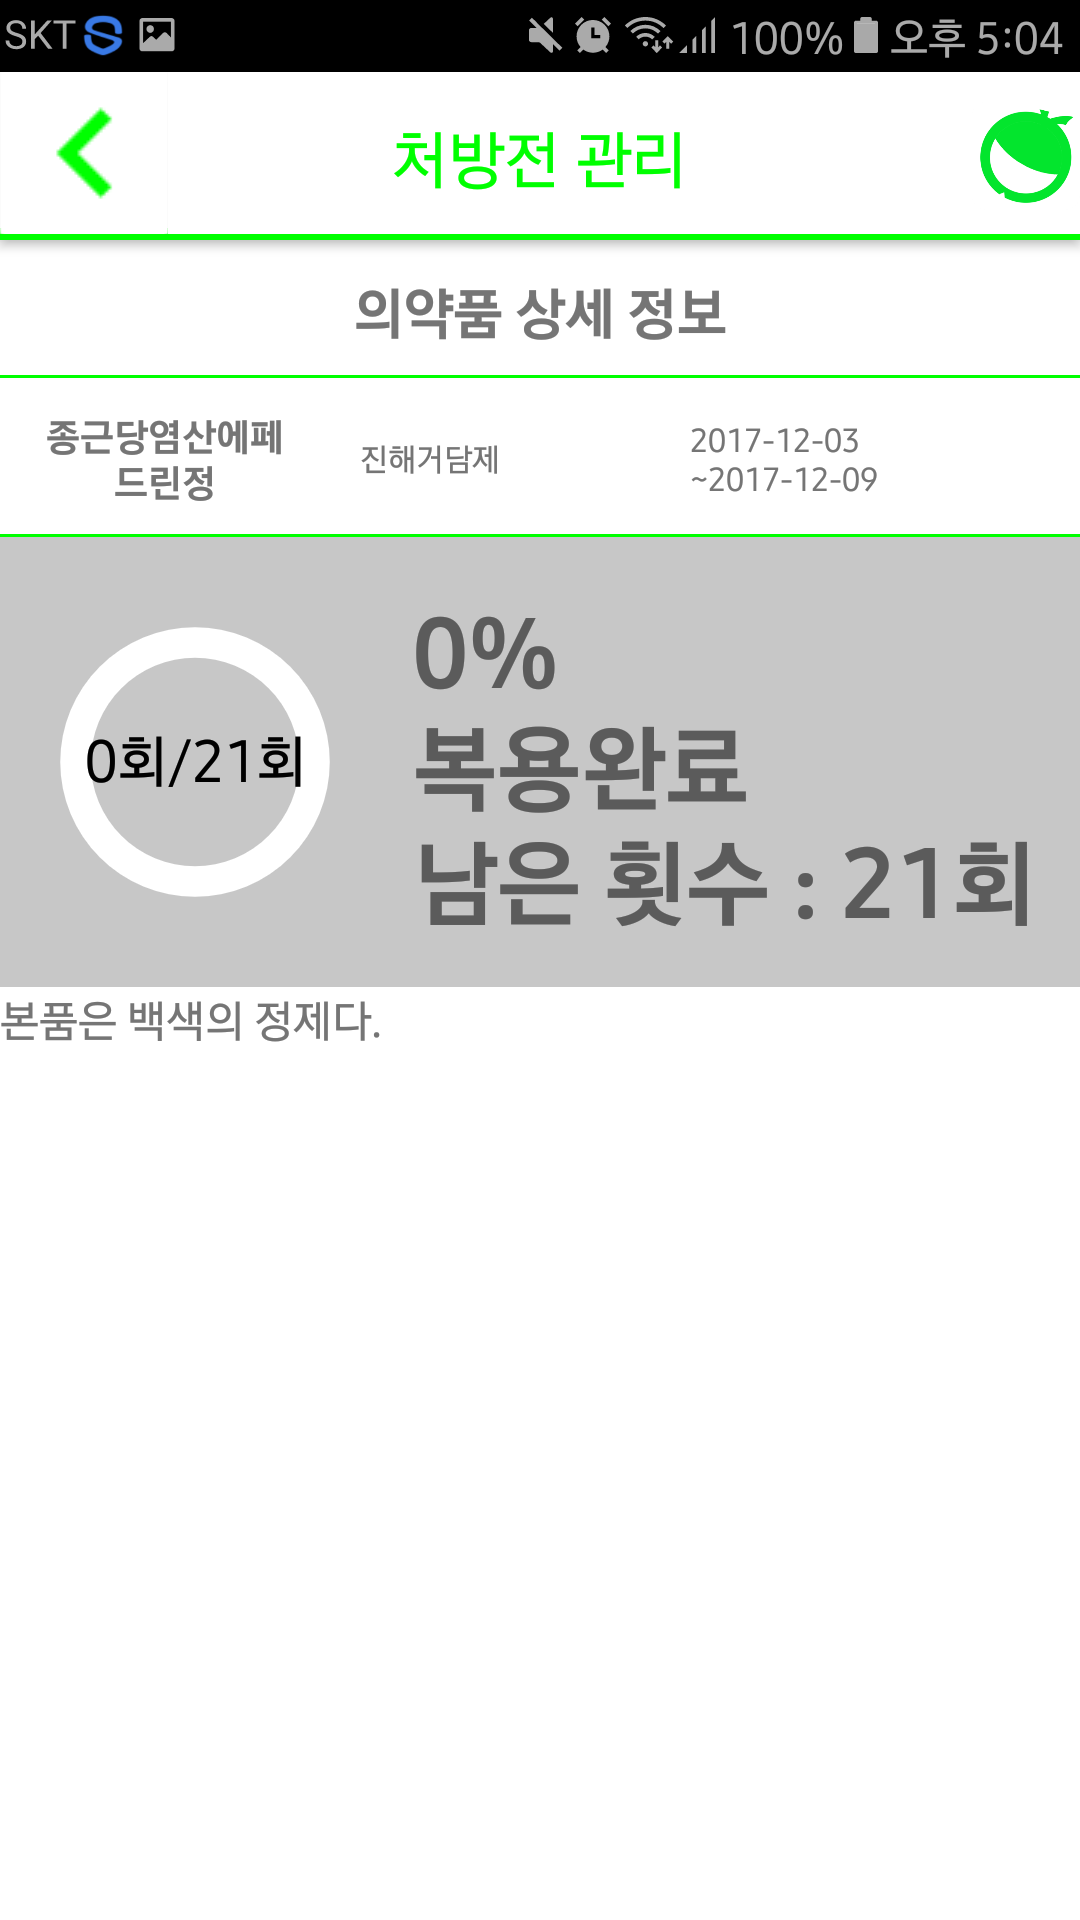 SKT 100% 오후 5:04
처방전 관리
의약품 상세 정보
종근당염산에페
드린정
진해거담제
2017-12-03
~2017-12-09
0회/21회
0%
복용완료
남은 횟수 : 21회
본품은 백색의 정제다.